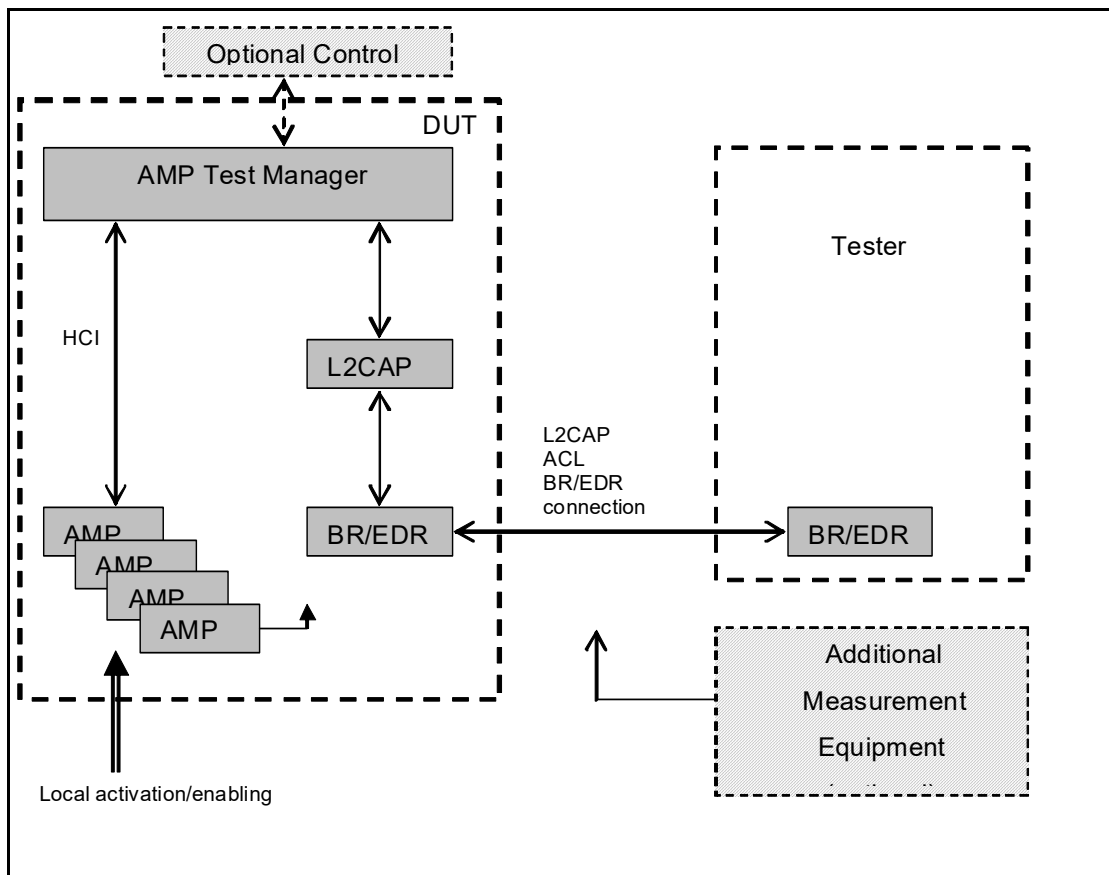 Optional Control
DUT
AMP Test Manager
Tester
HCI
L2CAP
L2CAP
ACL
BR/EDR
connection
AMP
AMP
AMP
AMP
BR/EDR
BR/EDR
Additional
Measurement
Equipment
Local activation/enabling